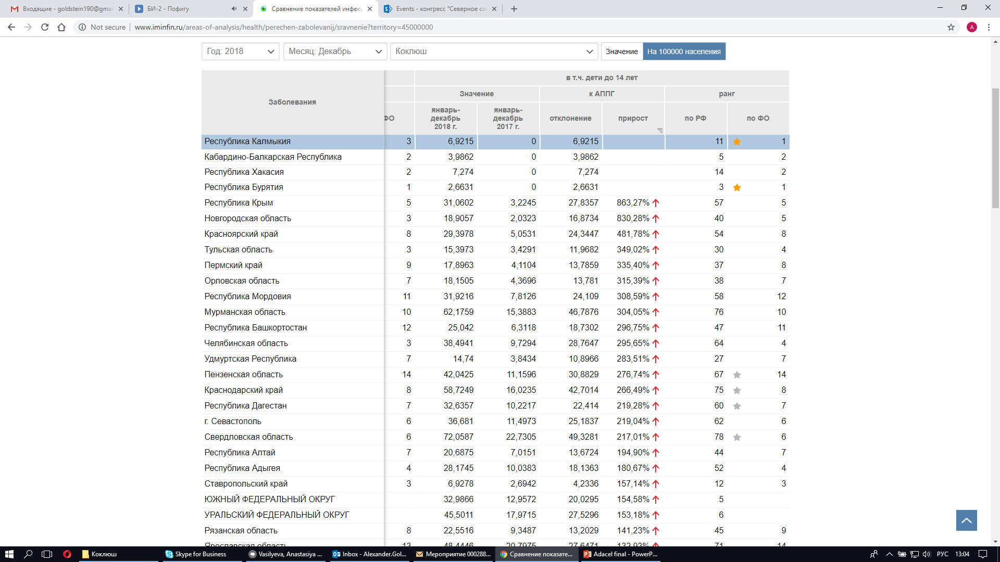 Входящие - goldstein190@gmai
БИ-2 - Пофигу
Сравнение показателей инфекц
Events - конгресс "Северное си
Not secure www.iminfin.ru/areas-of-analysis/health/perechen-zabolevanij/sravnenie?territory=45000000
A
Год: 2018 Месяц: Декабрь Коклюш Значение На 100000 населения
в т.ч. дети до 14 лет
Заболевания Значение к АППГ ранг
ФО январь-декабрь 2018 г. январь-декабрь 2017 г. отклонение прирост по РФ по ФО
Республика Калмыкия 3 6,9215 0 6,9215 11 1
Кабардино-Балкарская Республика 2 3,9862 0 3,9862 5 2
Республика Хакасия 2 7,274 0 7,274 14 2
Республика Бурятия 1 2,6631 0 2,6631 3 1
Республика Крым 5 31,0602 3,2245 27,8357 863,27% 57 5
Новгородская область 3 18,9057 2,0323 16,8734 830,28% 40 5
Красноярский край 8 29,3978 5,0531 24,3447 481,78% 54 8
Тульская область 3 15,3973 3,4291 11,9682 349,02% 30 4
Пермский край 9 17,8963 4,1104 13,7859 335,40% 37 8
Орловская область 7 18,1505 4,3696 13,781 315,39% 38 7
Республика Мордовия 11 31,9216 7,8126 24,109 308,59% 58 12
Мурманская область 10 62,1759 15,3883 46,7876 304,05% 76 10
Республика Башкортостан 12 25,042 6,3118 18,7302 296,75% 47 11
Челябинская область 3 38,4941 9,7294 28,7647 295,65% 64 4
Удмуртская Республика 7 14,74 3,8434 10,8966 283,51% 27 7
Пензенская область 14 42,0425 11,1596 30,8829 276,74% 67 14
Краснодарский край 8 58,7249 16,0235 42,7014 266,49% 75 8
Республика Дагестан 7 32,6357 10,2217 22,414 219,28% 60 7
г. Севастополь 6 36,681 11,4973 25,1837 219,04% 62 6
Свердловская область 6 72,0587 22,7305 49,3281 217,01% 78 6
Республика Алтай 7 20,6875 7,0151 13,6724 194,90% 44 7
Республика Адыгея 4 28,1745 10,0383 18,1363 180,67% 52 4
Ставропольский край 3 6,9278 2,6942 4,2336 157,14% 12 3
ЮЖНЫЙ ФЕДЕРАЛЬНЫЙ ОКРУГ 32,9866 12,9572 20,0295 154,58% 5
УРАЛЬСКИЙ ФЕДЕРАЛЬНЫЙ ОКРУГ 45,5011 17,9715 27,5296 153,18% 6
Рязанская область 8 22,5516 9,3487 13,2029 141,23% 45 9
Ярославская область 13 48,4446 20,7975 27,6471 132,93% 71 14
Коклюш
Skype for Business
Vasilyeva, Anastasiya ...
Inbox - Alexander.Gol...
Мероприятие 000288...
Сравнение показате...
Adacel final - PowerP...
РУС 13:04